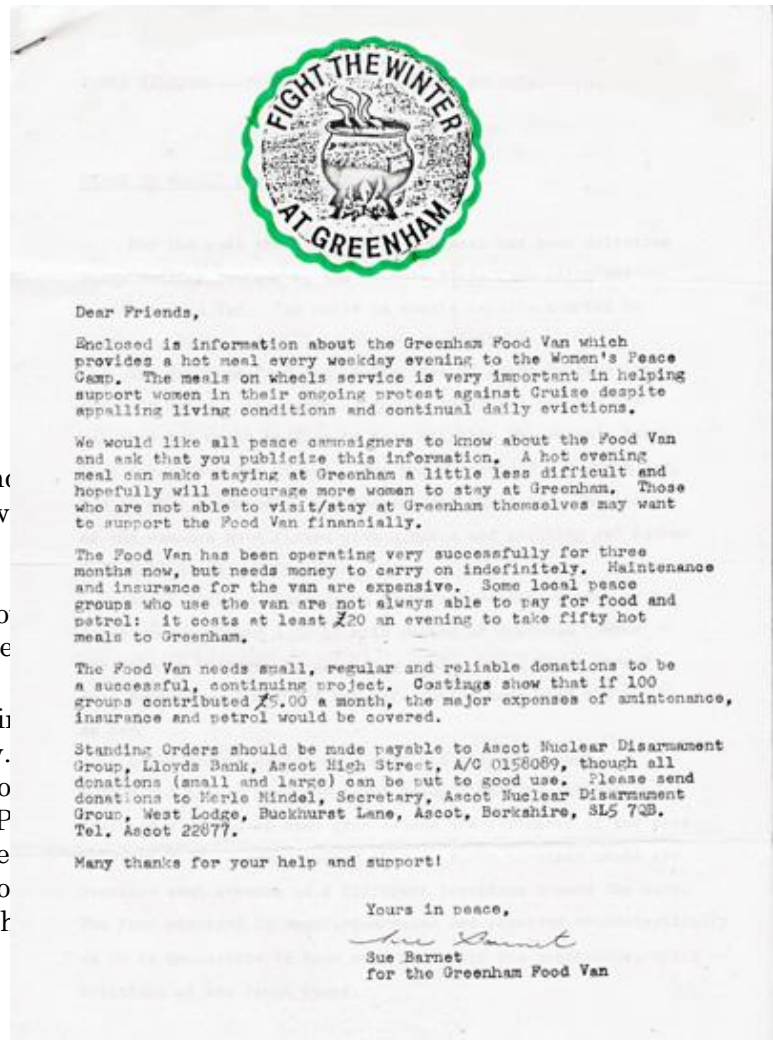 FIGHT THE WINTER
AT GREENHAM
Dear Friends,
Enclosed is information about the Greenham Food Van which
provides a hot meal every weekday evening to the Women's Peace
Camp. The meals on wheels service is very important in helping
support women in their ongoing protest against Cruise despite
appalling living conditions and continual daily evictions.
We would like all peace campaigners to know about the Food Van
and ask that you publicize this information. A hot evening
meal can make staying at Greenham a little less difficult and
hopefully will encourage more women to stay at Greenham. Those
who are not able to visit/stay at Greenham themselves may want
to support the Food Van financially.
The Food Van has been operating very successfully for three
months now, but needs money to carry on indefinitely. Maintenance
and insurance for the van are expensive. Some local peace
groups who use the van are not always able to pay for food and
petrol: it costs at least £20 an evening to take fifty hot
meals to Greenham.
The Food Van needs small, regular and reliable donations to be
a successful, continuing project. Costings show that if 100
groups contributed £5.00 a month, the major expenses of amintenance,
insurance and petrol would be covered.
Standing Orders should be made payable to Ascot Nuclear Disarmament
Group, Lloyds Bank, Ascot High Street, A/C 0158089, though all
donations (small and large) can be put to good use. Please send
donations to Merle Mindel, Secretary, Ascot Nuclear Disarmament
Group, West Lodge, Buckhurst Lane, Ascot, Berkshire, SL5 7QB.
Tel. Ascot 22877.
Many thanks for your help and support!
Yours in peace,
Sue Barnet
Sue Barnet
for the Greenham Food Van